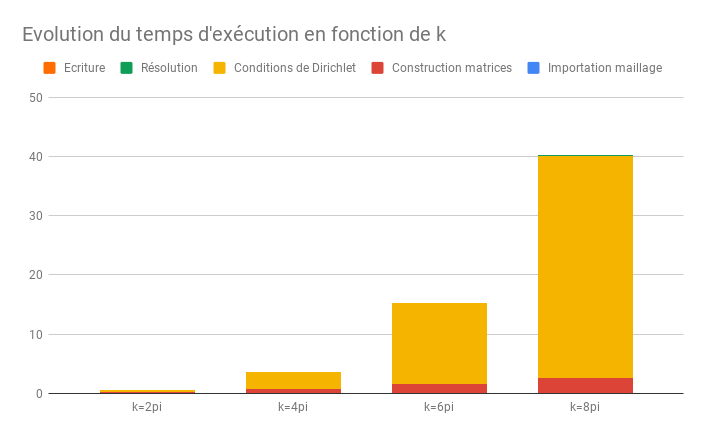 Evolution du temps d'exécution en fonction de k
Ecriture Résolution Conditions de Dirichlet Construction matrices Importation maillage
50
40
30
20
10
0
k=2pi k=4pi k=6pi k=8pi